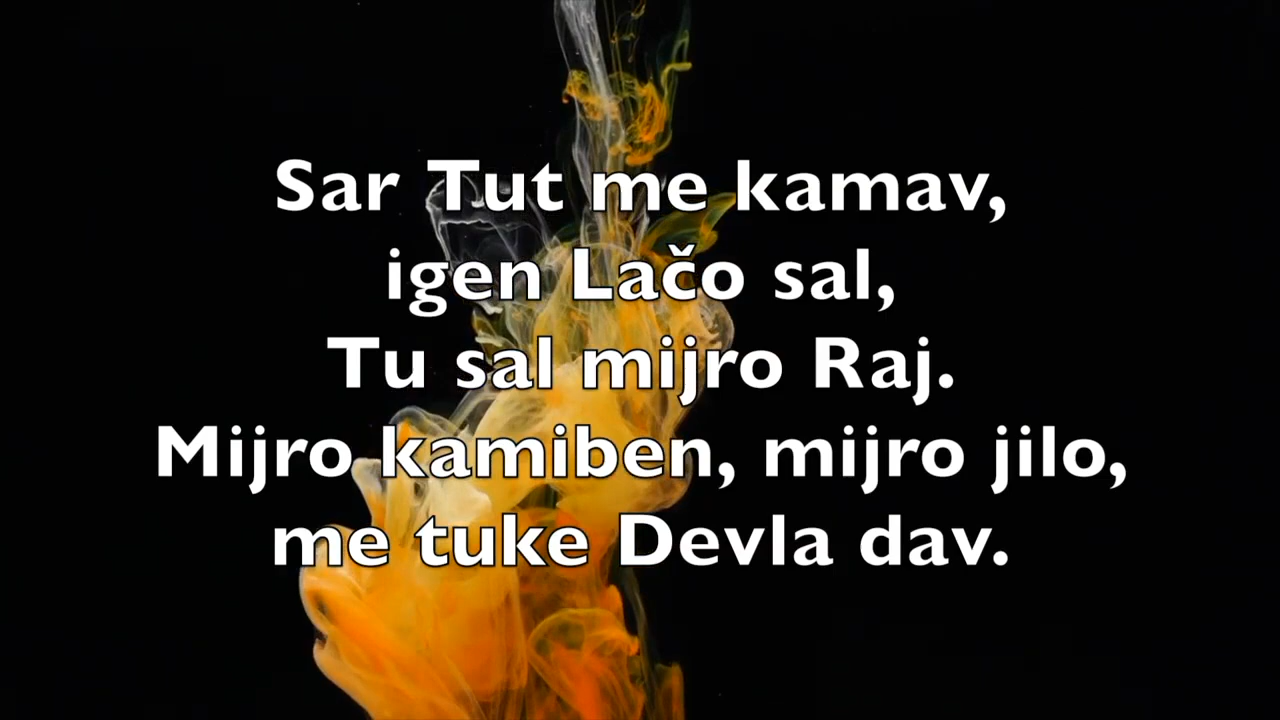 Sar Tut me kamav,
igen Lačo sal,
Tu sal mijro Raj.
Mijro kamiben, mijro jilo,
me tuke Devla dav.